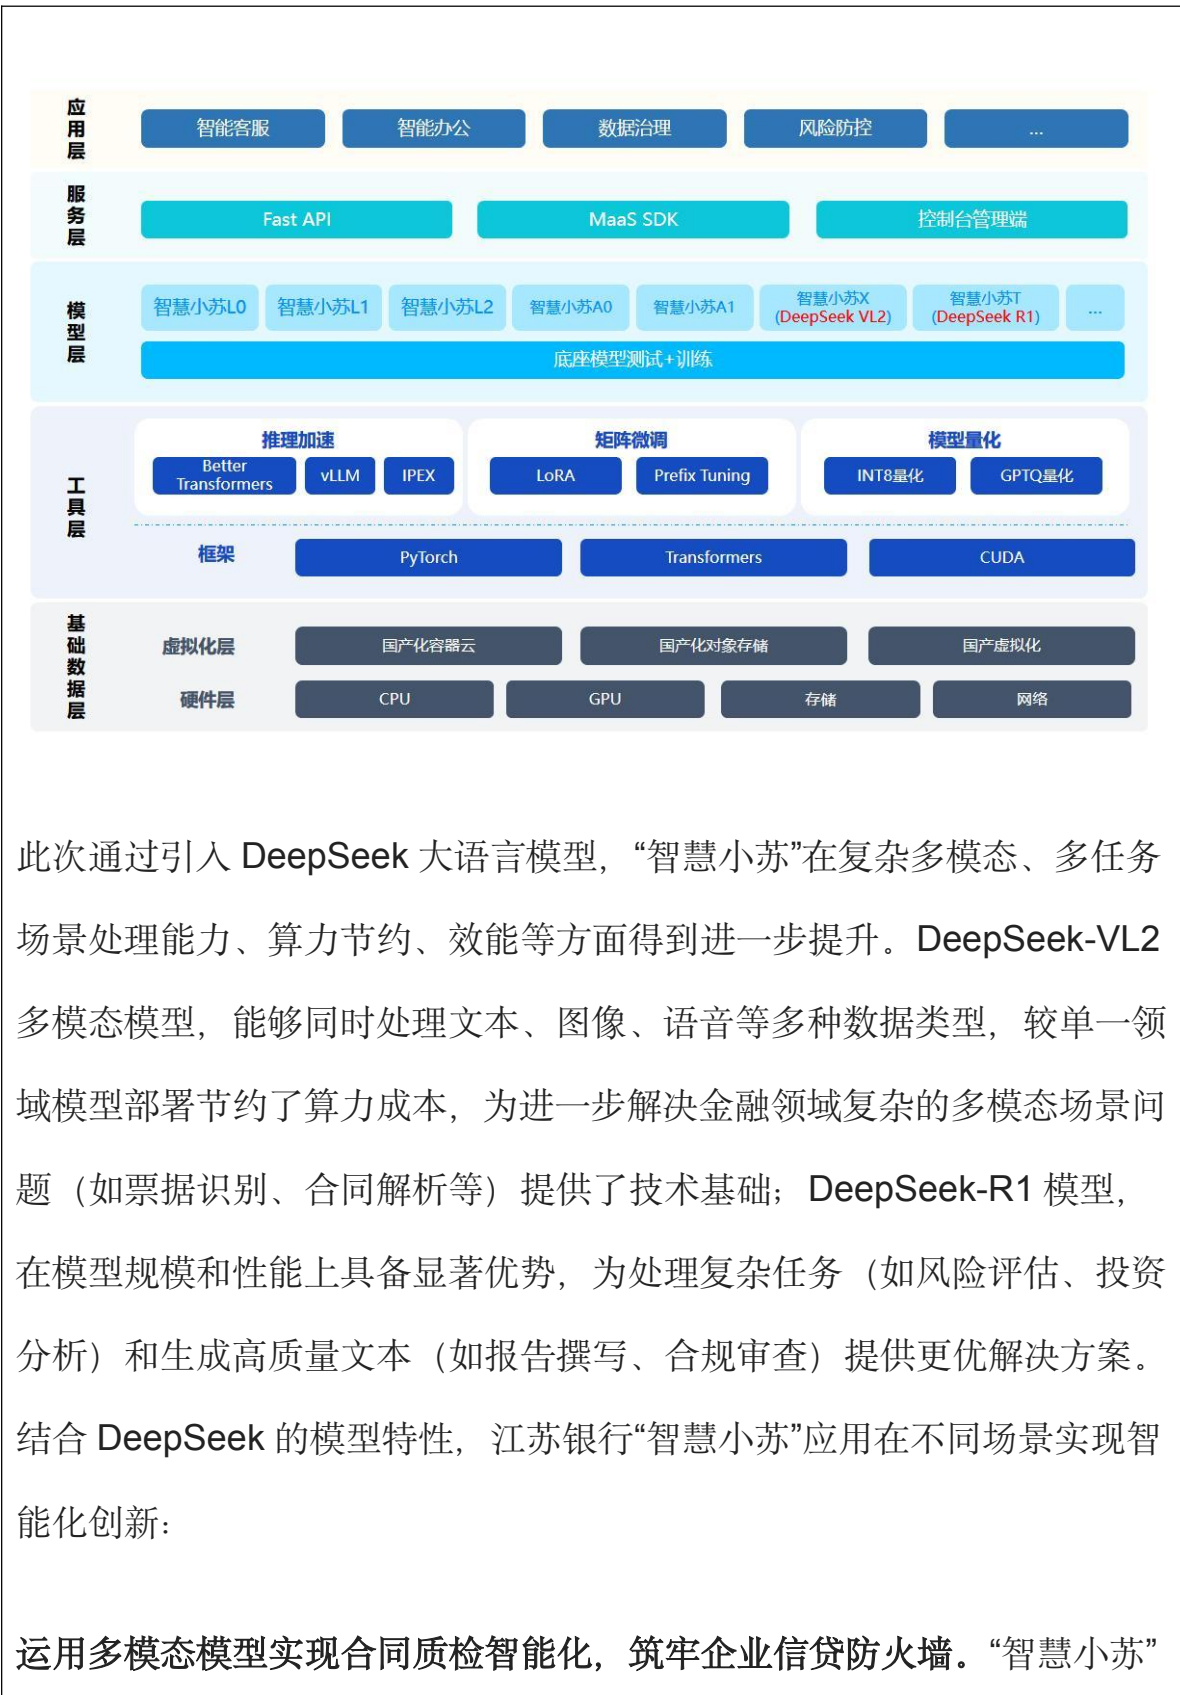 应用层
智能客服 智能办公 数据治理 风险防控 ...
服务层
Fast API MaaS SDK 控制台管理端
模型层
智慧小苏L0 智慧小苏L1 智慧小苏L2 智慧小苏A0 智慧小苏A1 智慧小苏X (DeepSeek VL2) 智慧小苏T (DeepSeek R1) ...
底座模型测试+训练
工具层
推理加速 矩阵微调 模型量化
Better Transformers vLLM IPEX LoRA Prefix Tuning INT8量化 GPTQ量化
框架 PyTorch Transformers CUDA
基础数据层
虚拟化层 国产化容器云 国产化对象存储 国产虚拟化
硬件层 CPU GPU 存储 网络
此次通过引入 DeepSeek 大语言模型，“智慧小苏”在复杂多模态、多任务
场景处理能力、算力节约、效能等方面得到进一步提升。DeepSeek-VL2
多模态模型，能够同时处理文本、图像、语音等多种数据类型，较单一领
域模型部署节约了算力成本，为进一步解决金融领域复杂的多模态场景问
题（如票据识别、合同解析等）提供了技术基础；DeepSeek-R1 模型，
在模型规模和性能上具备显著优势，为处理复杂任务（如风险评估、投资
分析）和生成高质量文本（如报告撰写、合规审查）提供更优解决方案。
结合 DeepSeek 的模型特性，江苏银行“智慧小苏”应用在不同场景实现智
能化创新：
运用多模态模型实现合同质检智能化，筑牢企业信贷防火墙。“智慧小苏”